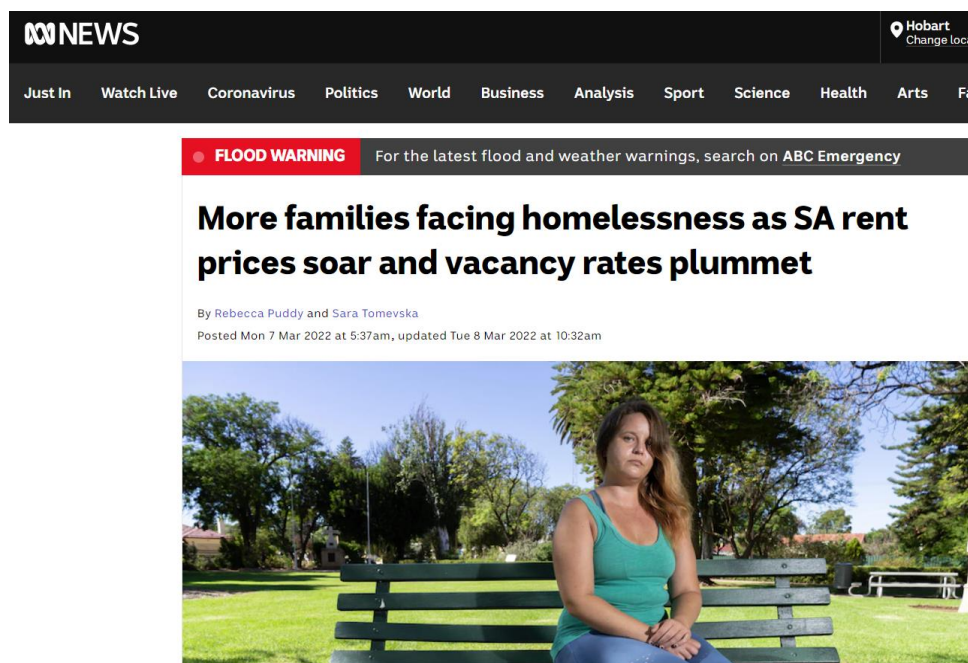 NEWS
Hobart
Change
Just In Watch Live Coronavirus Politics World Business Analysis Sport Science Health Arts
FLOOD WARNING For the latest flood and weather warnings, search on ABC Emergency
More families facing homelessness as SA rent
prices soar and vacancy rates plummet
By Rebecca Puddy and Sara Tomevska
Posted Mon 7 Mar 2022 at 5:37am, updated Tue 8 Mar 2022 at 10:32am